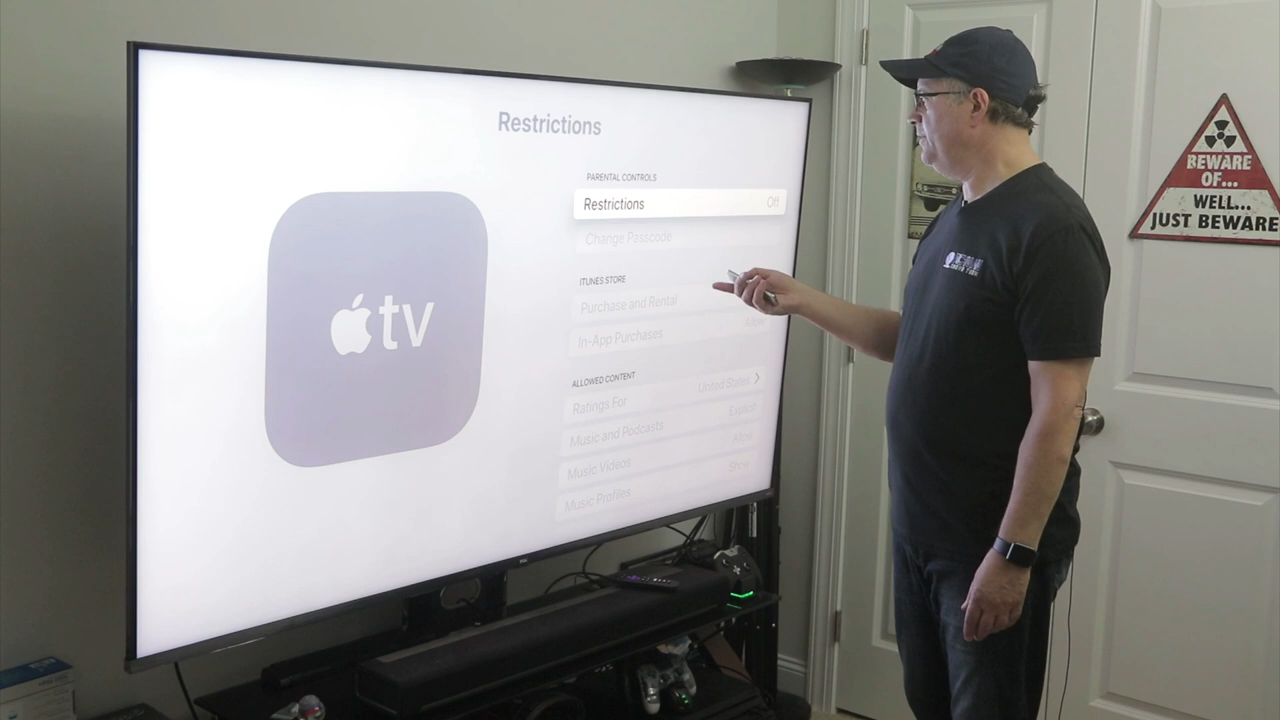 Restrictions
PARENTAL CONTROLS
Restrictions Off
Change Passcode
ITUNES STORE
Purchase and Rental
In-App Purchases Allow
ALLOWED CONTENT
Ratings For United States
Music and Podcasts Explicit
Music Videos Allow
Music Profiles Show
tv
BEWARE
OF...
WELL...
JUST BEWARE